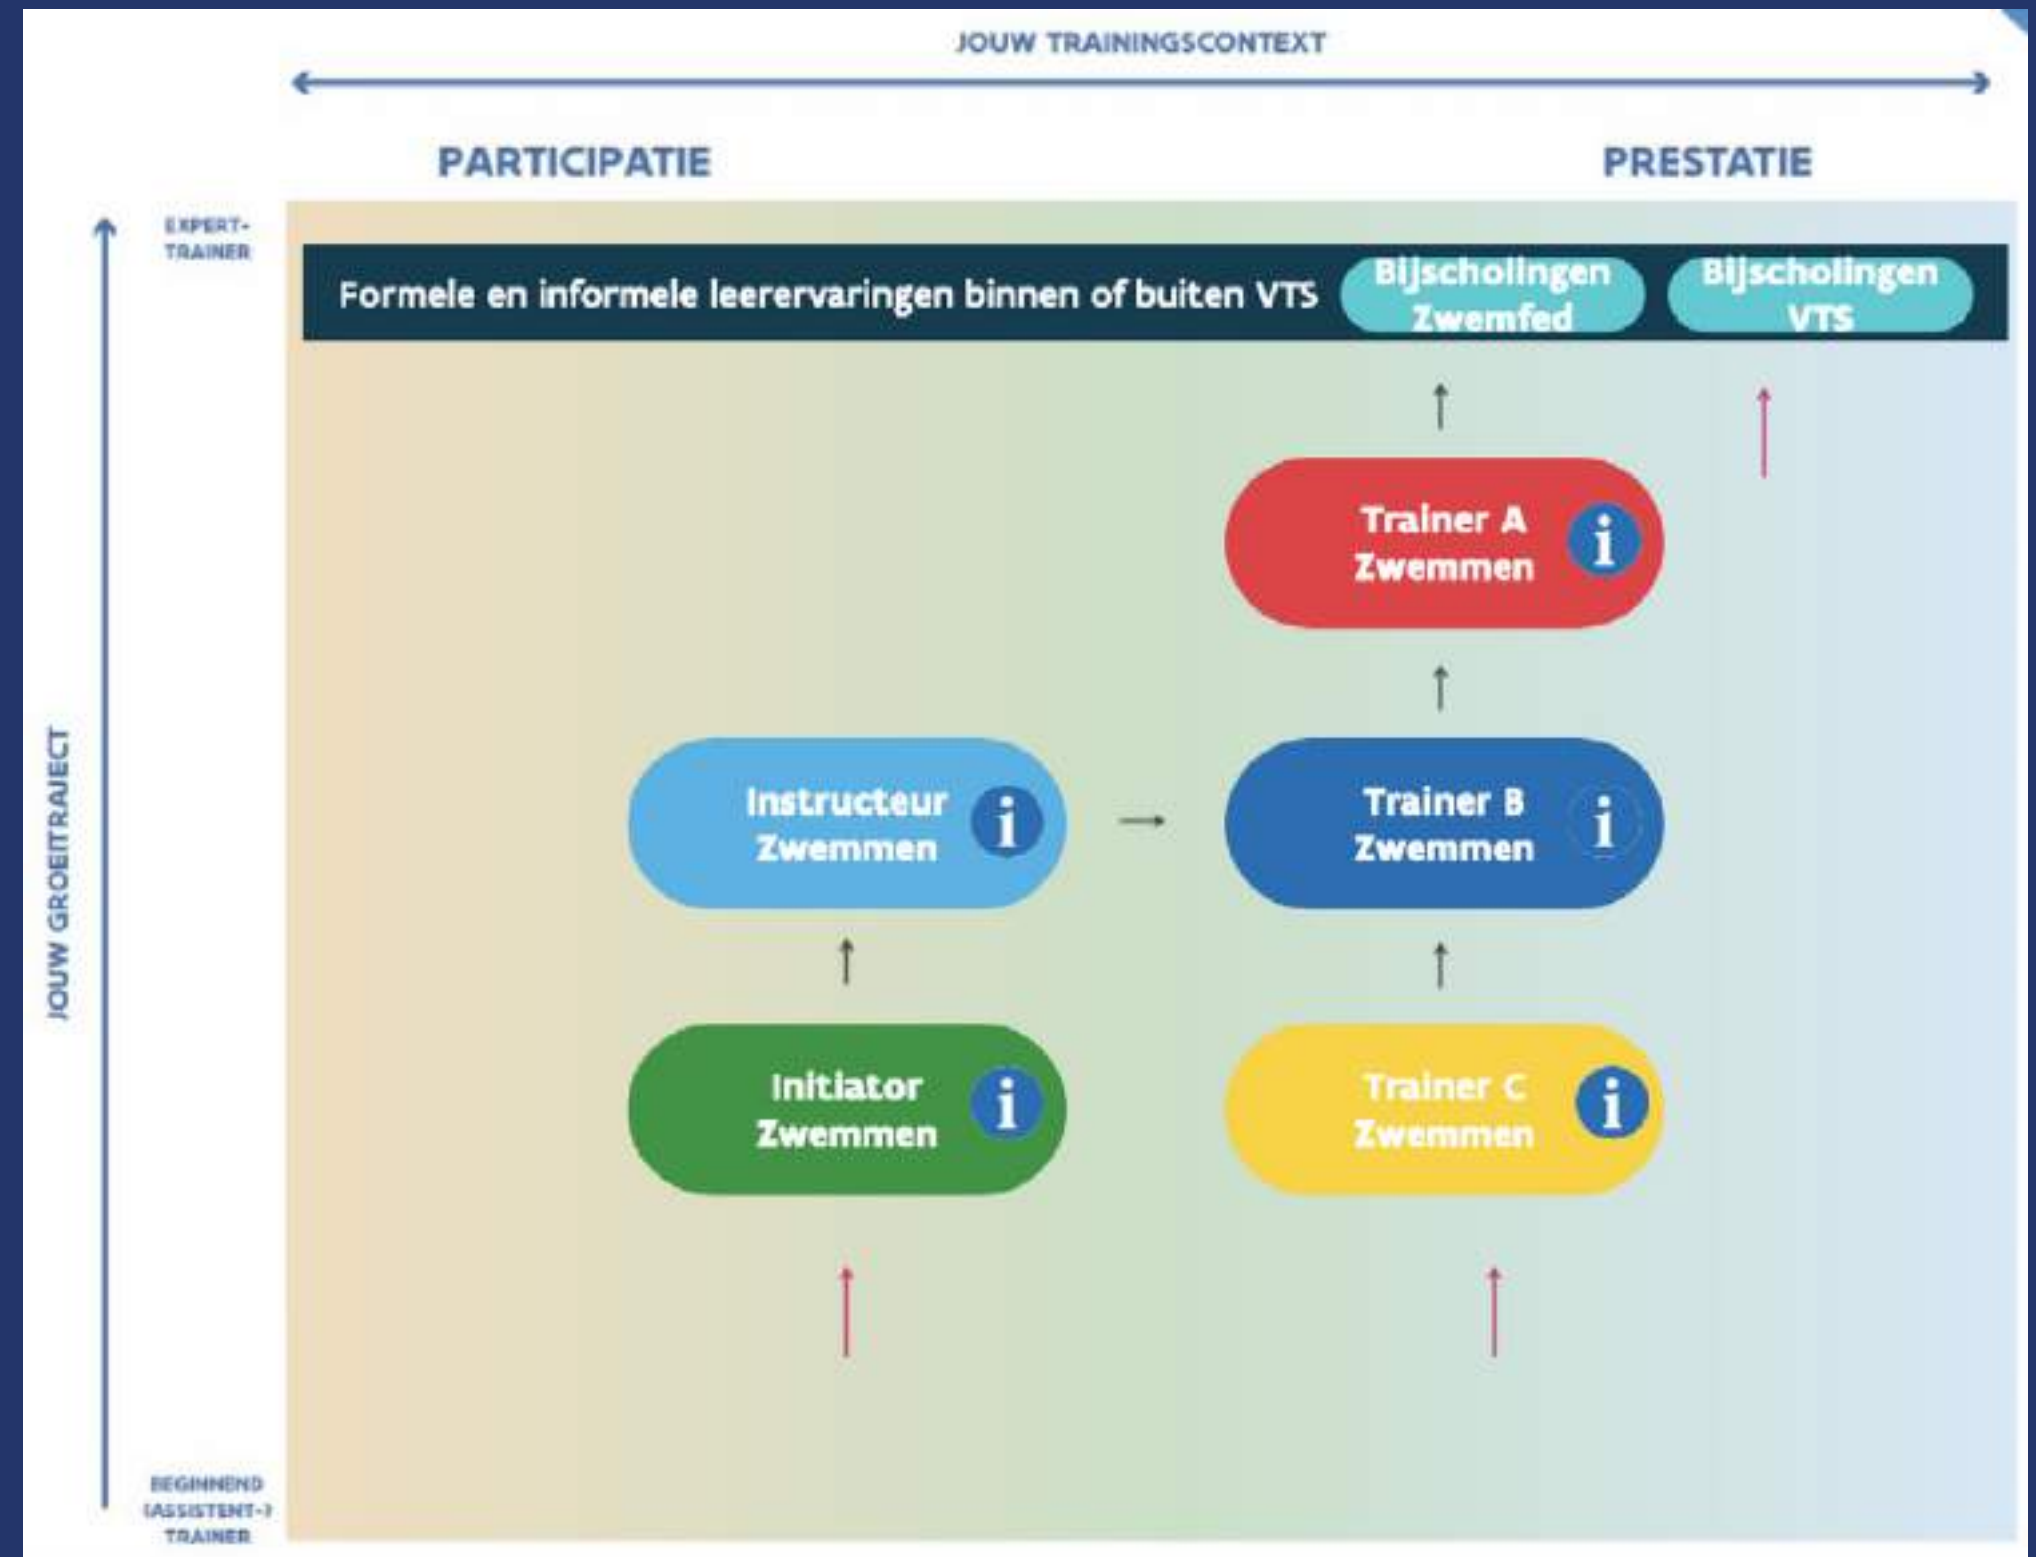 JOUW TRAININGSCONTEXT
PARTICIPATIE
PRESTATIE
EXPERT-
TRAINER
Formele en informele leerervaringen binnen of buiten VTS
Bijscholingen
Zwemfed
Bijscholingen
VTS
Trainer A
Zwemmen
i
JOUW GROEITRAJECT
Instructeur
Zwemmen
i
Trainer B
Zwemmen
i
Initiator
Zwemmen
i
Trainer C
Zwemmen
i
BEGINNEND
(ASSISTENT-)
TRAINER